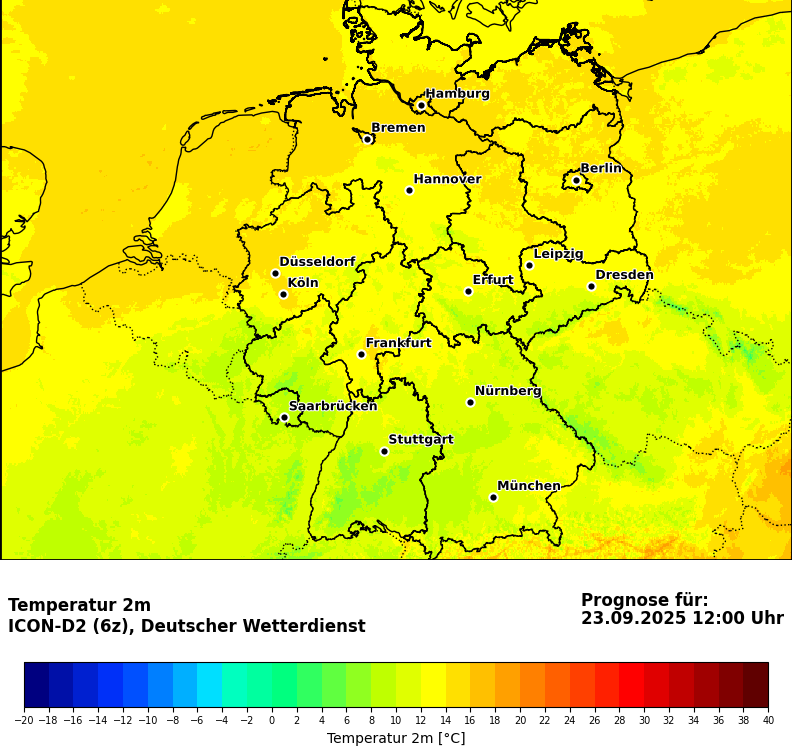 Hamburg
Bremen
Berlin
Hannover
Leipzig
Düsseldorf
Köln
Erfurt
Dresden
Frankfurt
Nürnberg
Saarbrücken
Stuttgart
München
Temperatur 2m
ICON-D2 (6z), Deutscher Wetterdienst
Prognose für:
23.09.2025 12:00 Uhr
−20 −18 −16 −14 −12 −10 −8 −6 −4 −2 0 2 4 6 8 10 12 14 16 18 20 22 24 26 28 30 32 34 36 38 40
Temperatur 2m [°C]